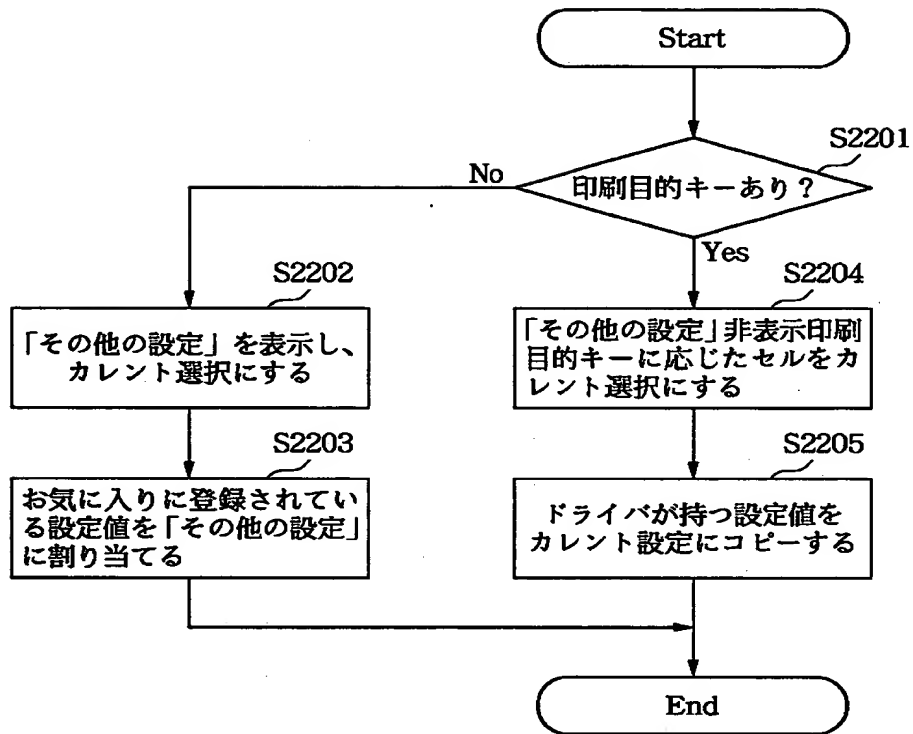 Start
S2201
印刷目的キーあり？
No
Yes
S2202
「その他の設定」を表示し、
カレント選択にする
S2204
「その他の設定」非表示印刷
目的キーに応じたセルをカ
レント選択にする
S2203
お気に入りに登録されてい
る設定値を「その他の設定」
に割り当てる
S2205
ドライバが持つ設定値を
カレント設定にコピーする
End